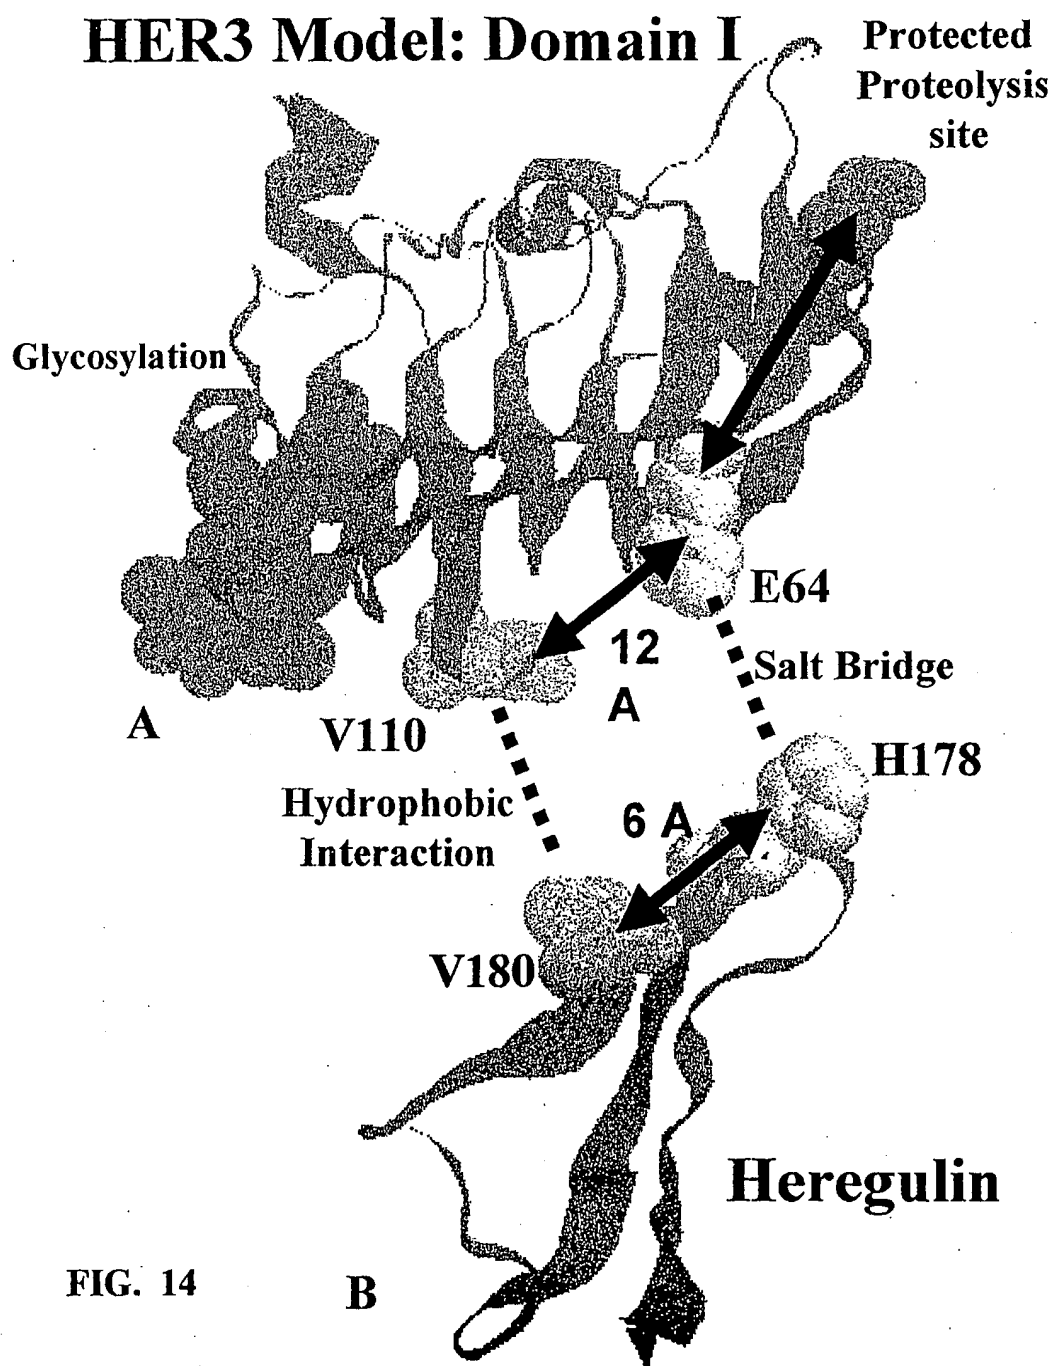 HER3 Model: Domain I
Protected
Proteolysis
site
Glycosylation
E64
12
A
Salt Bridge
A
V110
H178
Hydrophobic
Interaction
6 A
V180
Heregulin
FIG. 14
B